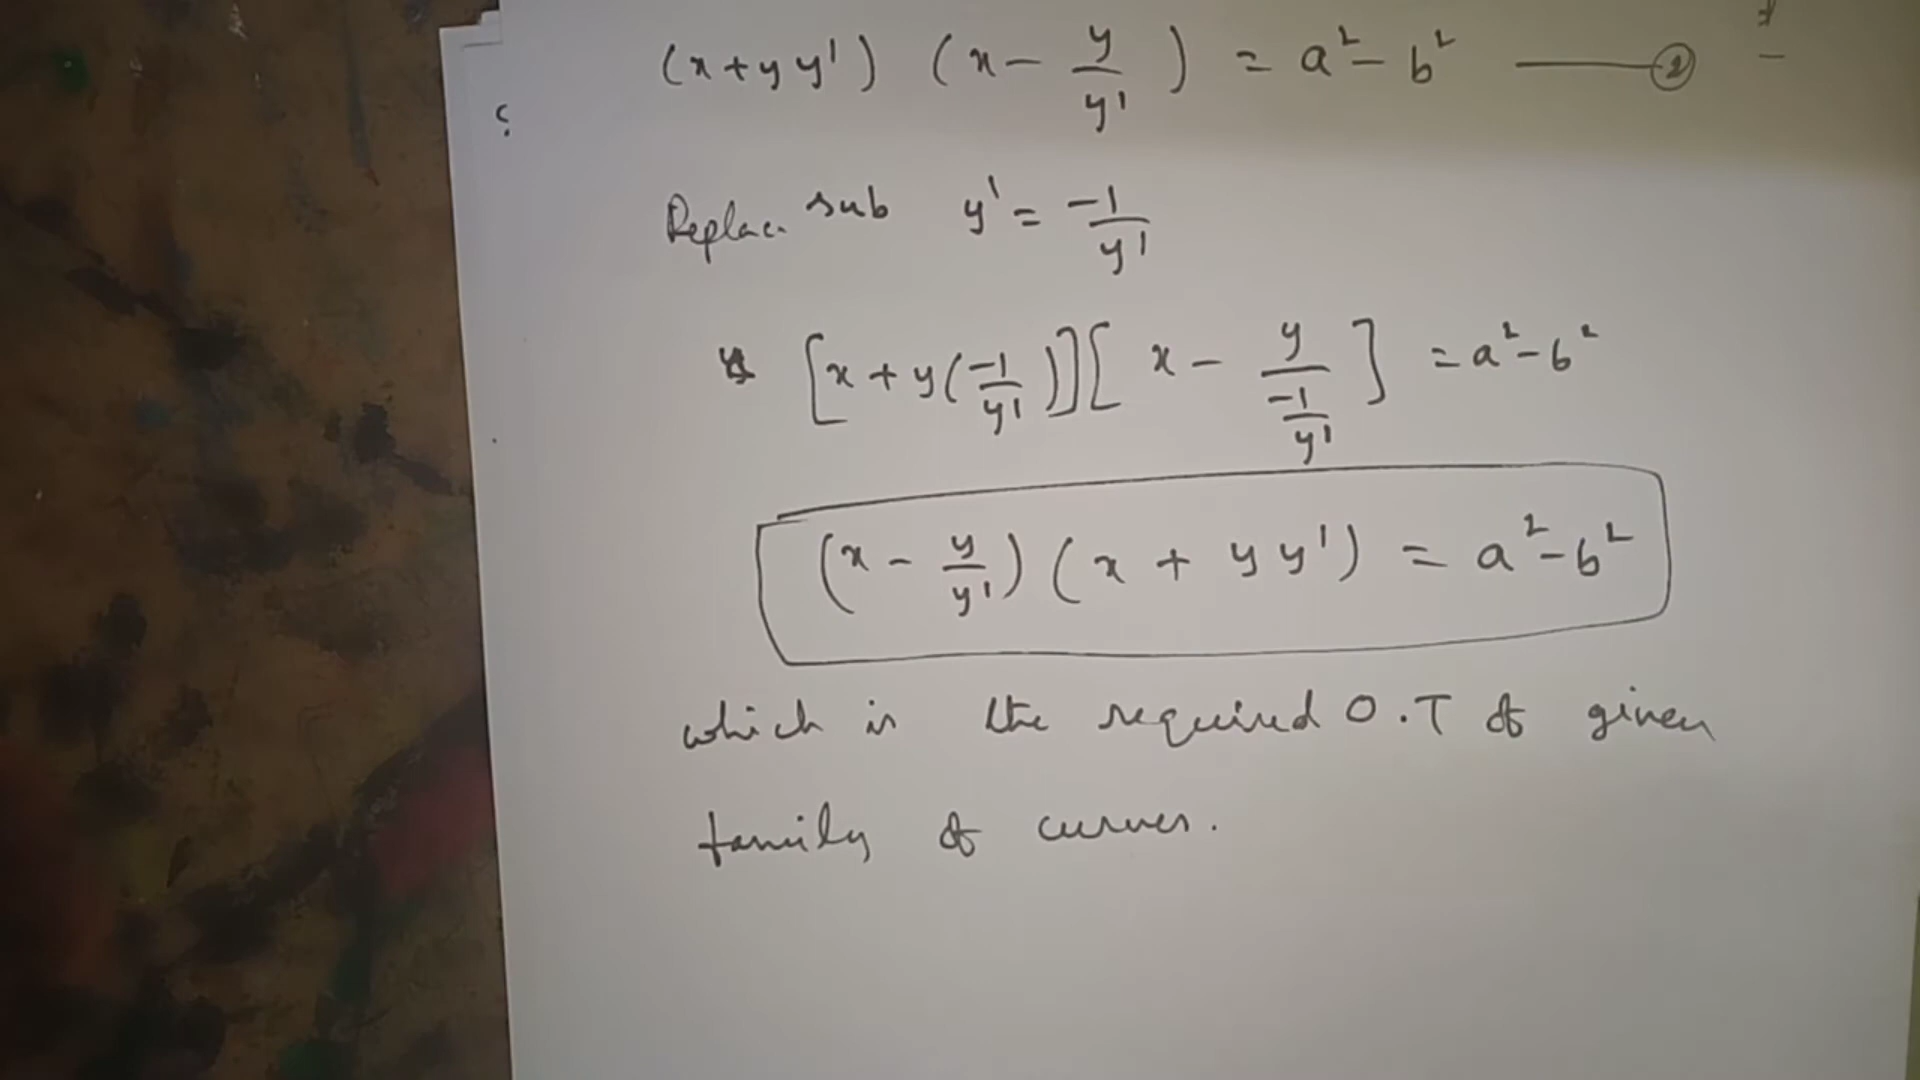 (x + y y') (x - y/y') = a² - b² —— ②
Replac. sub y' = -1/y'
[x + y(-1/y')][x - y/(-1/y')] = a² - b²
(x - y/y') (x + y y') = a² - b²
which is the required O.T of given
family of curves.